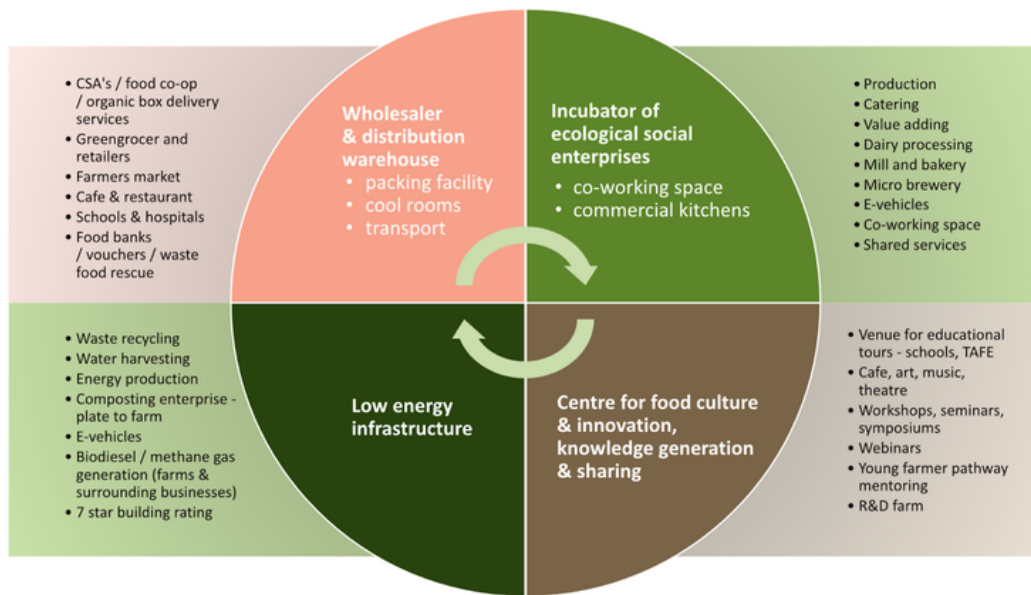 • CSA's / food co-op
/ organic box delivery
services
• Greengrocer and
retailers
• Farmers market
• Cafe & restaurant
• Schools & hospitals
• Food banks
/ vouchers / waste
food rescue
Wholesaler
& distribution
warehouse
• packing facility
• cool rooms
• transport
Incubator of
ecological social
enterprises
• co-working space
• commercial kitchens
• Production
• Catering
• Value adding
• Dairy processing
• Mill and bakery
• Micro brewery
• E-vehicles
• Co-working space
• Shared services
• Waste recycling
• Water harvesting
• Energy production
• Composting enterprise -
plate to farm
• E-vehicles
• Biodiesel / methane gas
generation (farms &
surrounding businesses)
• 7 star building rating
Low energy
infrastructure
Centre for food culture
& innovation,
knowledge generation
& sharing
• Venue for educational
tours - schools, TAFE
• Cafe, art, music,
theatre
• Workshops, seminars,
symposiums
• Webinars
• Young farmer pathway
mentoring
• R&D farm